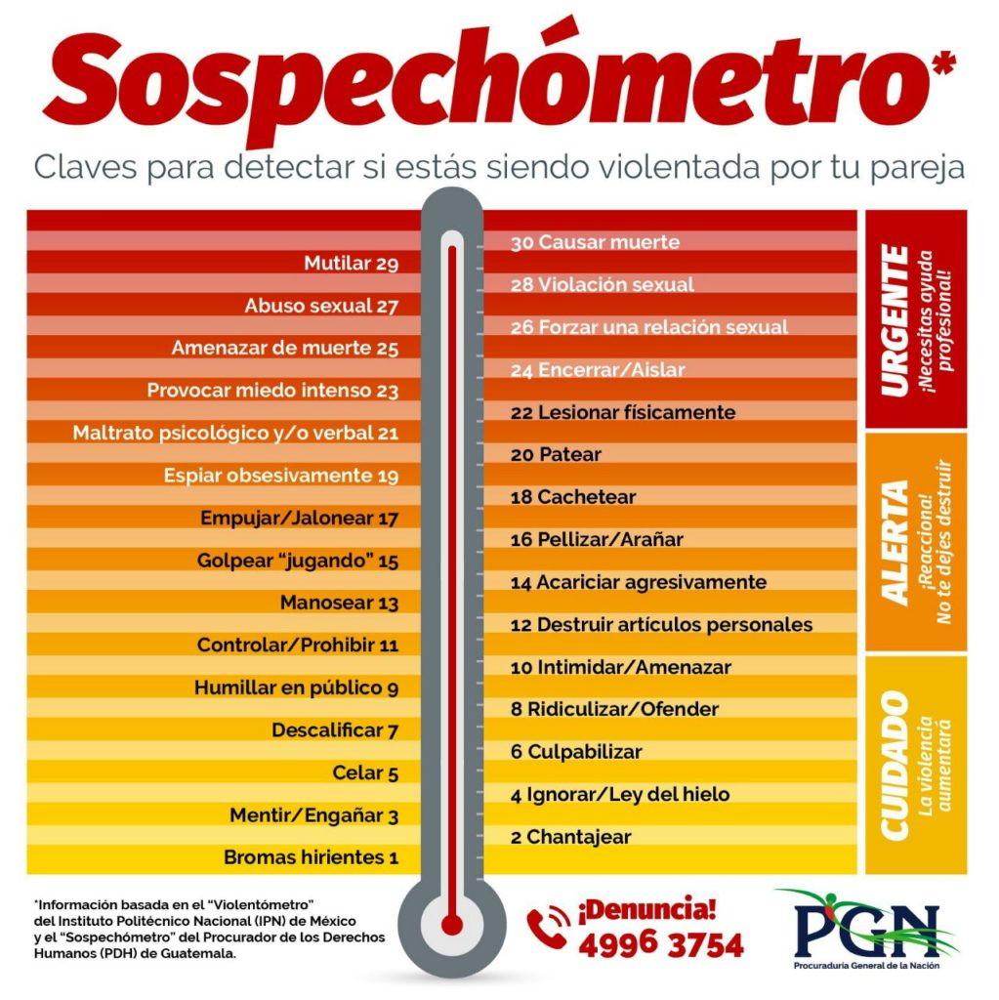 Sospechómetro*
Claves para detectar si estás siendo violentada por tu pareja
30 Causar muerte
Mutilar 29
28 Violación sexual
Abuso sexual 27
26 Forzar una relación sexual
Amenazar de muerte 25
24 Encerrar/Aislar
Provocar miedo intenso 23
22 Lesionar físicamente
Maltrato psicológico y/o verbal 21
20 Patear
Espiar obsesivamente 19
18 Cachetear
Empujar/Jalonear 17
16 Pellizar/Arañar
Golpear “jugando” 15
14 Acariciar agresivamente
Manosear 13
12 Destruir artículos personales
Controlar/Prohibir 11
10 Intimidar/Amenazar
Humillar en público 9
8 Ridiculizar/Ofender
Descalificar 7
6 Culpabilizar
Celar 5
4 Ignorar/Ley del hielo
Mentir/Engañar 3
2 Chantajear
Bromas hirientes 1
URGENTE
¡Necesitas ayuda
profesional!
ALERTA
¡Reacciona!
No te dejes destruir
CUIDADO
La violencia
aumentará
*Información basada en el “Violentómetro”
del Instituto Politécnico Nacional (IPN) de México
y el “Sospechómetro” del Procurador de los Derechos
Humanos (PDH) de Guatemala.
¡Denuncia!
4996 3754
PGN
Procuraduría General de la Nación